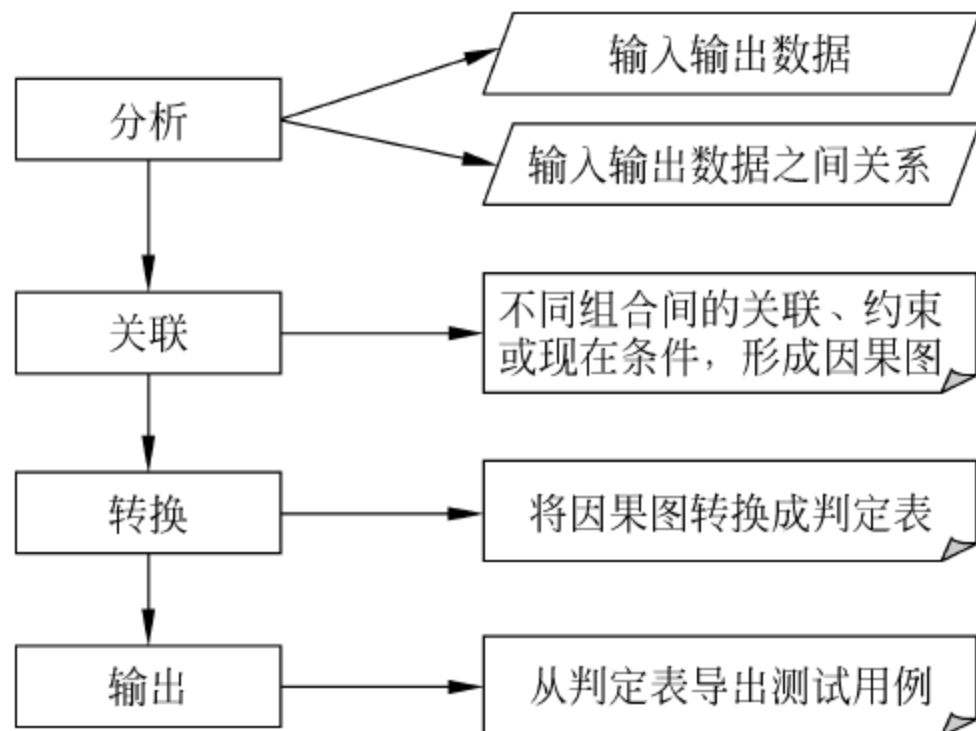 分析
输入输出数据
输入输出数据之间关系
关联
不同组合间的关联、约束
或现在条件，形成因果图
转换
将因果图转换成判定表
输出
从判定表导出测试用例